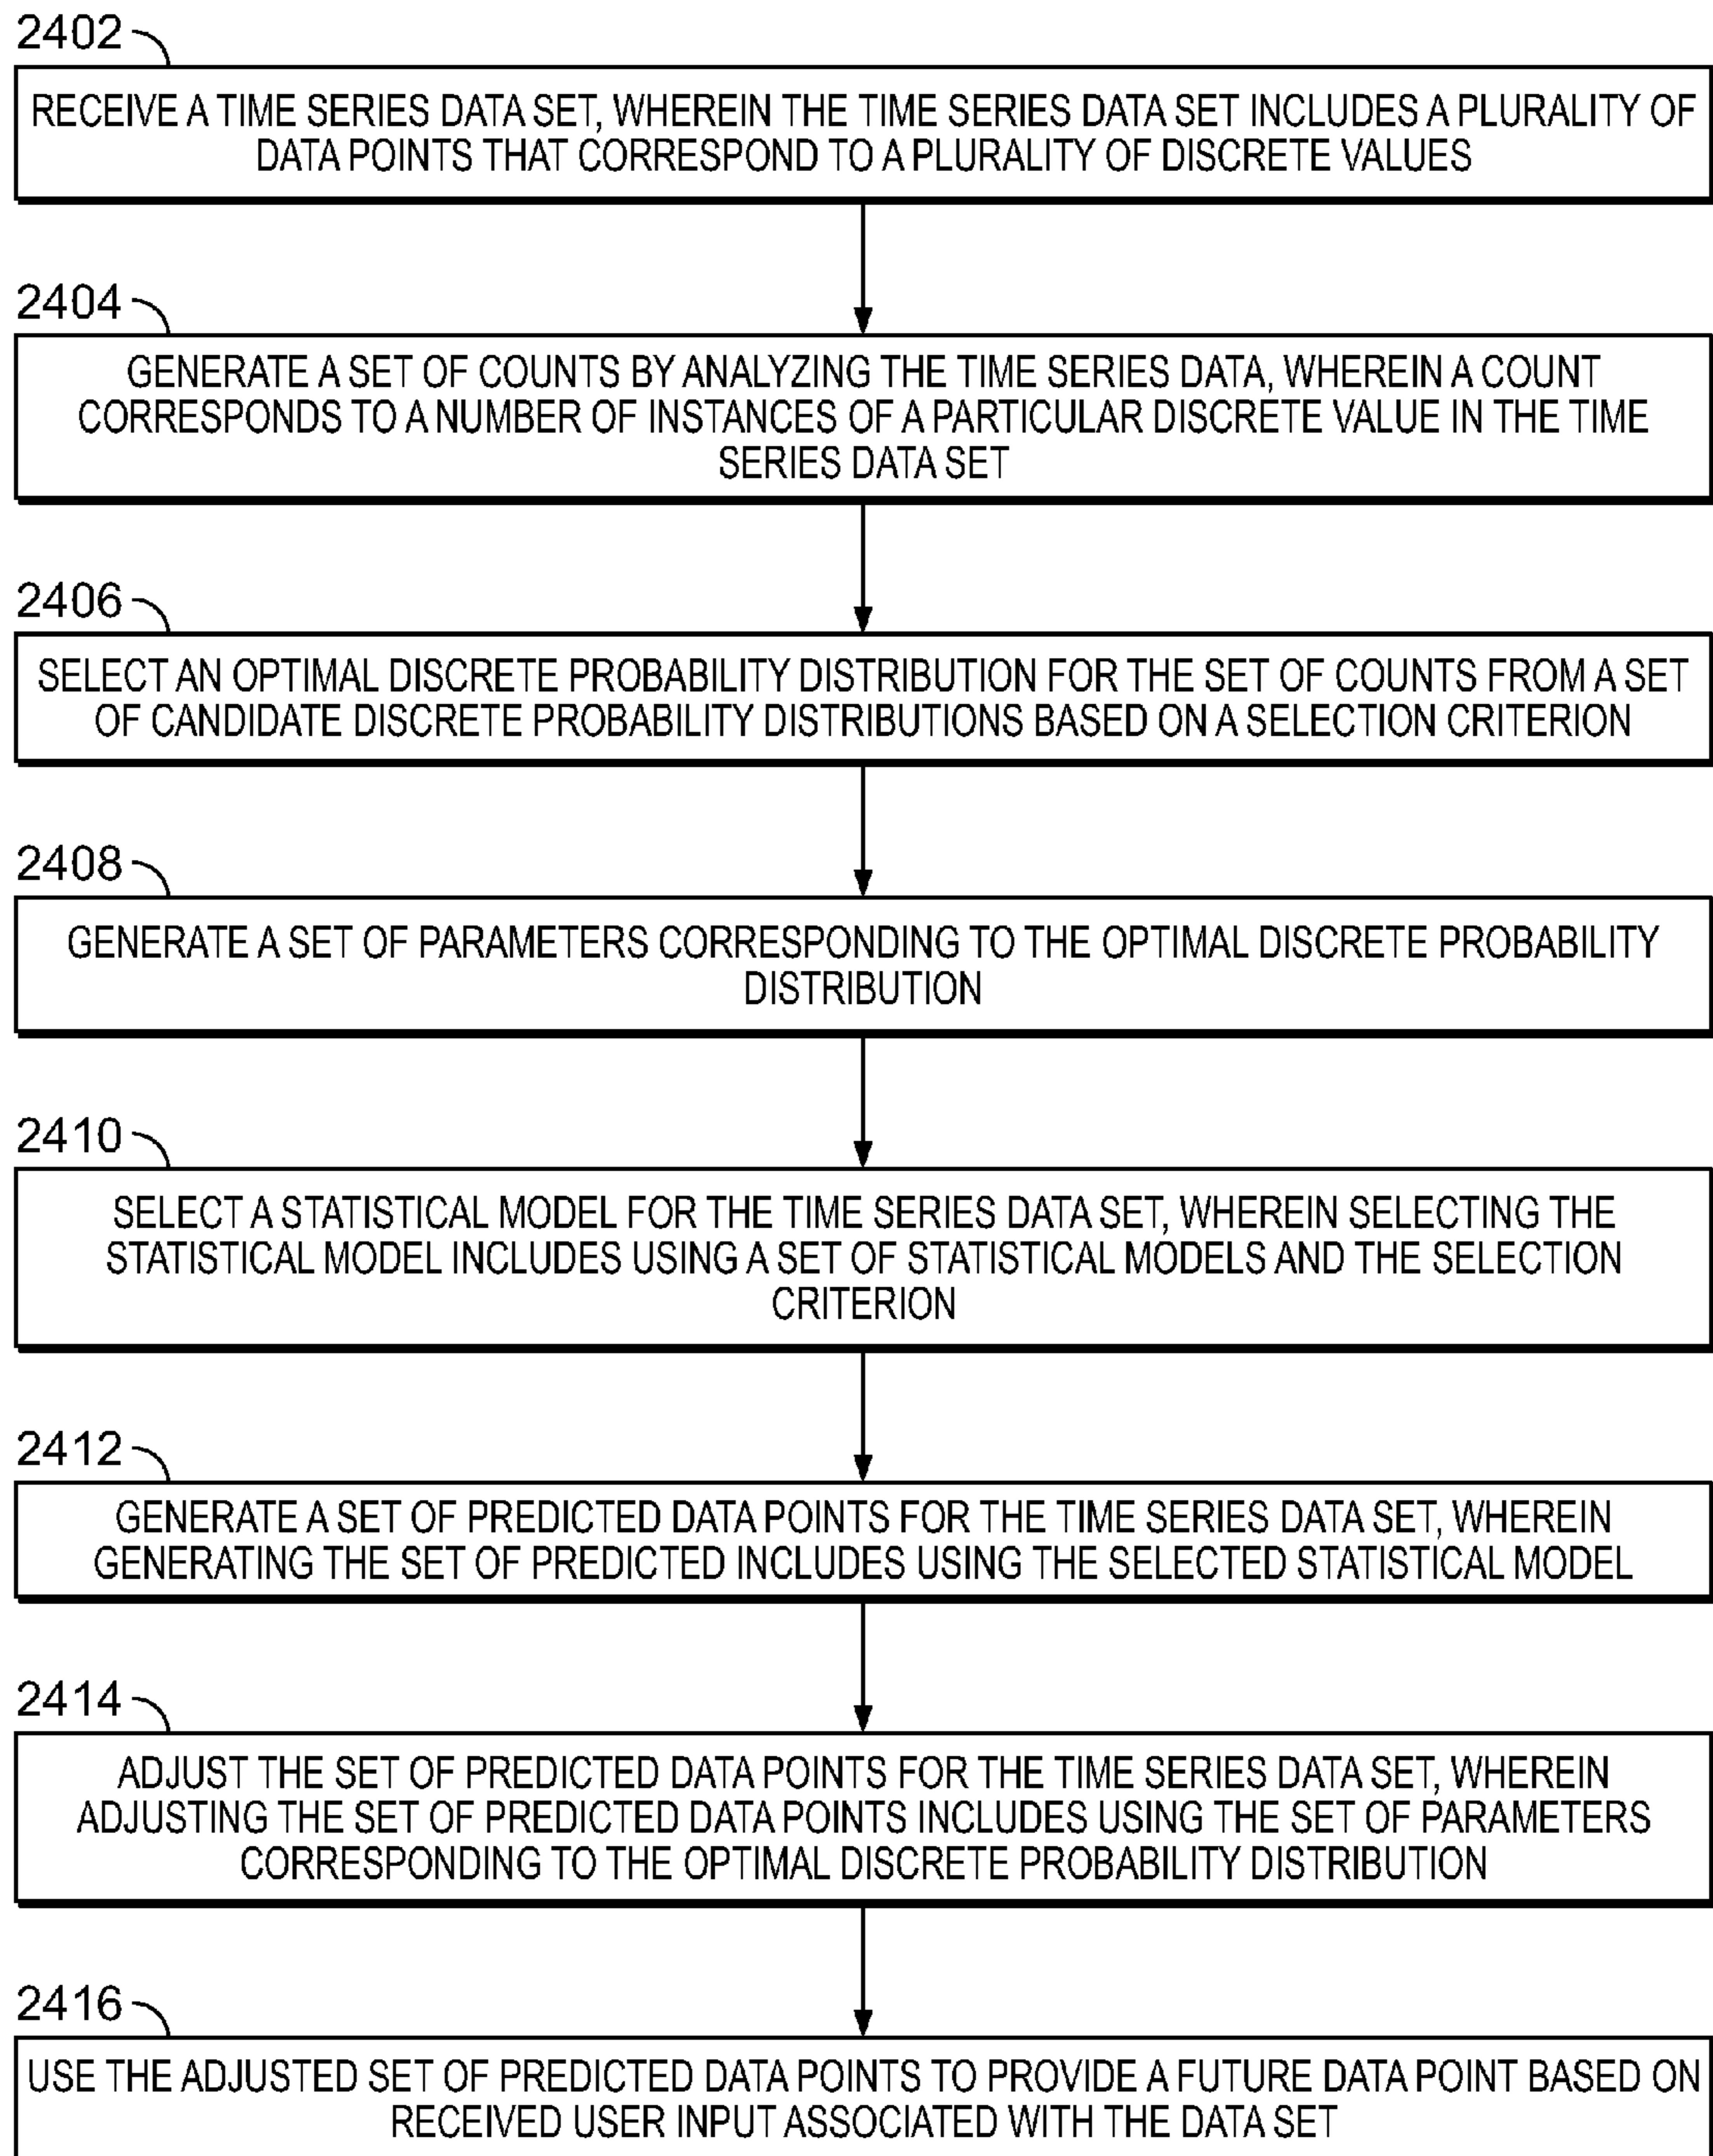 2402
RECEIVE A TIME SERIES DATA SET, WHEREIN THE TIME SERIES DATA SET INCLUDES A PLURALITY OF
DATA POINTS THAT CORRESPOND TO A PLURALITY OF DISCRETE VALUES
2404
GENERATE A SET OF COUNTS BY ANALYZING THE TIME SERIES DATA, WHEREIN A COUNT
CORRESPONDS TO A NUMBER OF INSTANCES OF A PARTICULAR DISCRETE VALUE IN THE TIME
SERIES DATA SET
2406
SELECT AN OPTIMAL DISCRETE PROBABILITY DISTRIBUTION FOR THE SET OF COUNTS FROM A SET
OF CANDIDATE DISCRETE PROBABILITY DISTRIBUTIONS BASED ON A SELECTION CRITERION
2408
GENERATE A SET OF PARAMETERS CORRESPONDING TO THE OPTIMAL DISCRETE PROBABILITY
DISTRIBUTION
2410
SELECT A STATISTICAL MODEL FOR THE TIME SERIES DATA SET, WHEREIN SELECTING THE
STATISTICAL MODEL INCLUDES USING A SET OF STATISTICAL MODELS AND THE SELECTION
CRITERION
2412
GENERATE A SET OF PREDICTED DATA POINTS FOR THE TIME SERIES DATA SET, WHEREIN
GENERATING THE SET OF PREDICTED INCLUDES USING THE SELECTED STATISTICAL MODEL
2414
ADJUST THE SET OF PREDICTED DATA POINTS FOR THE TIME SERIES DATA SET, WHEREIN
ADJUSTING THE SET OF PREDICTED DATA POINTS INCLUDES USING THE SET OF PARAMETERS
CORRESPONDING TO THE OPTIMAL DISCRETE PROBABILITY DISTRIBUTION
2416
USE THE ADJUSTED SET OF PREDICTED DATA POINTS TO PROVIDE A FUTURE DATA POINT BASED ON
RECEIVED USER INPUT ASSOCIATED WITH THE DATA SET